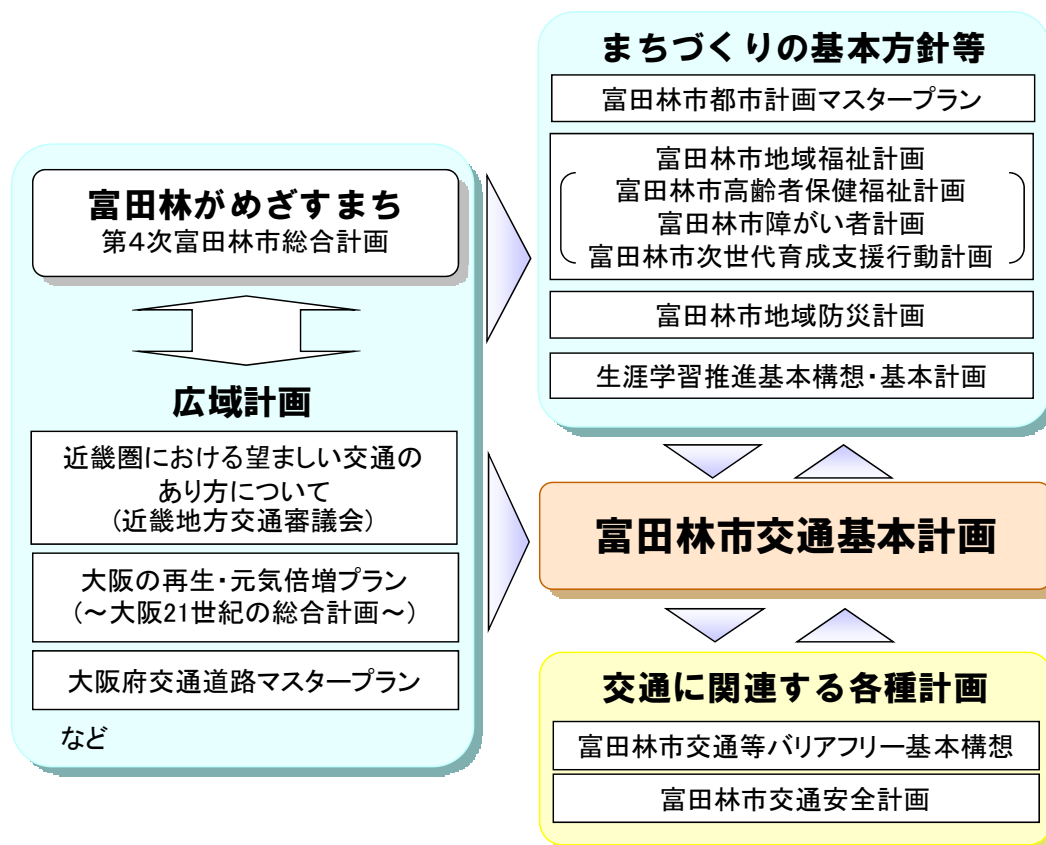 富田林がめざすまち
第4次富田林市総合計画
広域計画
近畿圏における望ましい交通の
あり方について
(近畿地方交通審議会)
大阪の再生・元気倍増プラン
(～大阪21世紀の総合計画～)
大阪府交通道路マスタープラン
など
まちづくりの基本方針等
富田林市都市計画マスタープラン
富田林市地域福祉計画
富田林市高齢者保健福祉計画
富田林市障がい者計画
富田林市次世代育成支援行動計画
富田林市地域防災計画
生涯学習推進基本構想・基本計画
富田林市交通基本計画
交通に関連する各種計画
富田林市交通等バリアフリー基本構想
富田林市交通安全計画